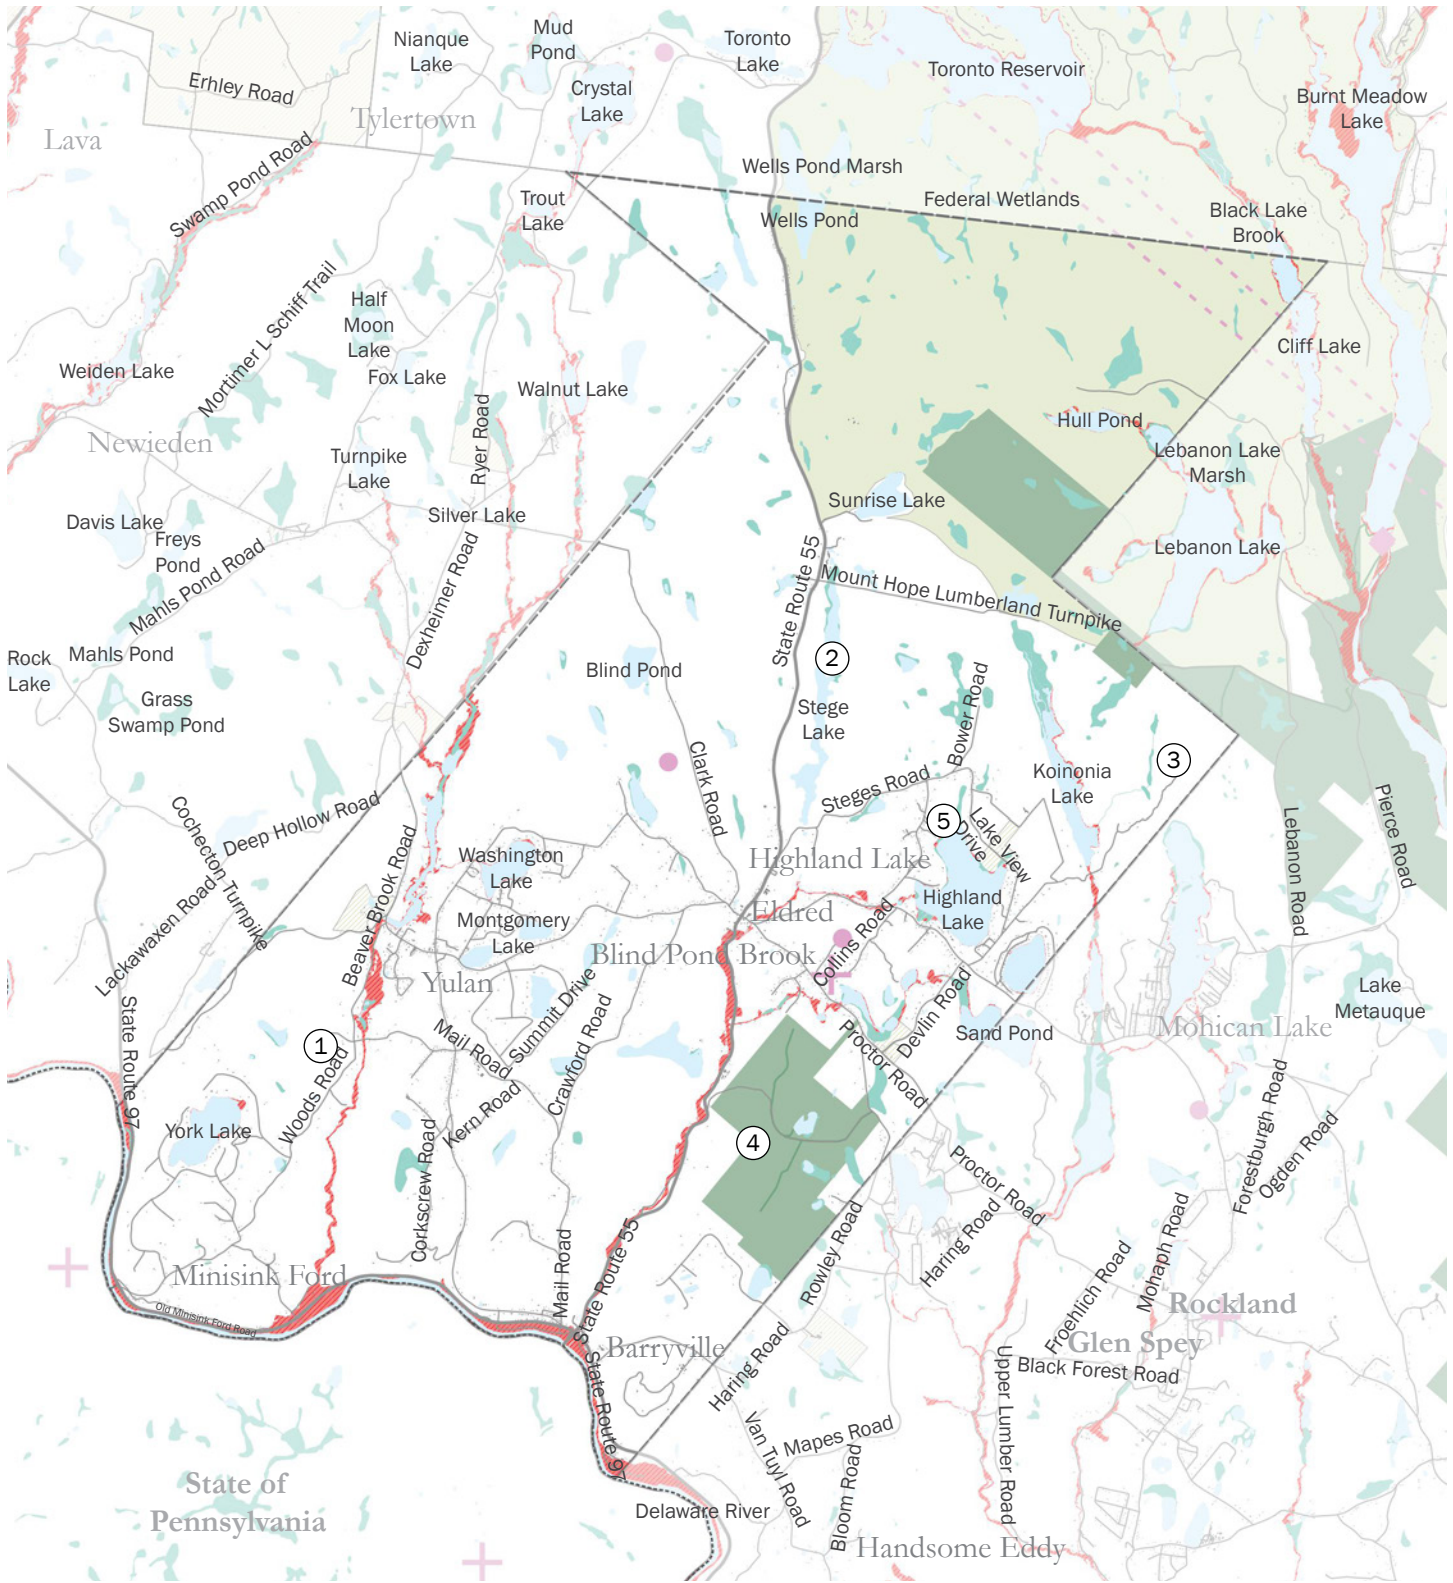 Nianque
Lake
Mud
Pond
Toronto
Lake
Toronto Reservoir
Erhley Road
Crystal
Lake
Burnt Meadow
Lake
Tylertown
Lava
Swamp Pond Road
Wells Pond Marsh
Trout
Lake
Federal Wetlands
Wells Pond
Black Lake
Brook
Mortimer L Schiff Trail
Half
Moon
Lake
Cliff Lake
Weiden Lake
Fox Lake
Walnut Lake
Ryer Road
Hull Pond
Newieden
Turnpike
Lake
Lebanon Lake
Marsh
Sunrise Lake
Silver Lake
Davis Lake
Freys
Pond
Lebanon Lake
State Route 55
Mahls Pond Road
Dexheimer Road
Mount Hope Lumberland Turnpike
Rock
Lake
Mahls Pond
Blind Pond
2
Grass
Swamp Pond
Stege
Lake
Bower Road
Clark Road
3
Koinonia
Lake
Steges Road
Pierce Road
Cochecton Turnpike
Deep Hollow Road
5
Lake View
Drive
Lebanon Road
Beaver Brook Road
Washington
Lake
Highland Lake
Highland
Lake
Lackawaxen Road
Montgomery
Lake
Eldred
Collins Road
Blind Pond Brook
Yulan
Summit Drive
Devlin Road
Lake
Metauque
State Route 97
Mail Road
Crawford Road
Sand Pond
Mohican Lake
1
Woods Road
Proctor Road
Kern Road
York Lake
4
Corkscrew Road
Forestburgh Road
Ogden Road
Proctor Road
Rowley Road
Haring Road
Mohaph Road
Minisink Ford
Mail Road
State Route 55
Froehlich Road
Rockland
Old Minisink Ford Road
Barryville
Glen Spey
Haring Road
Black Forest Road
Upper Lumber Road
State Route 97
Van Tuyl Road
Mapes Road
Bloom Road
State of
Pennsylvania
Delaware River
Handsome Eddy